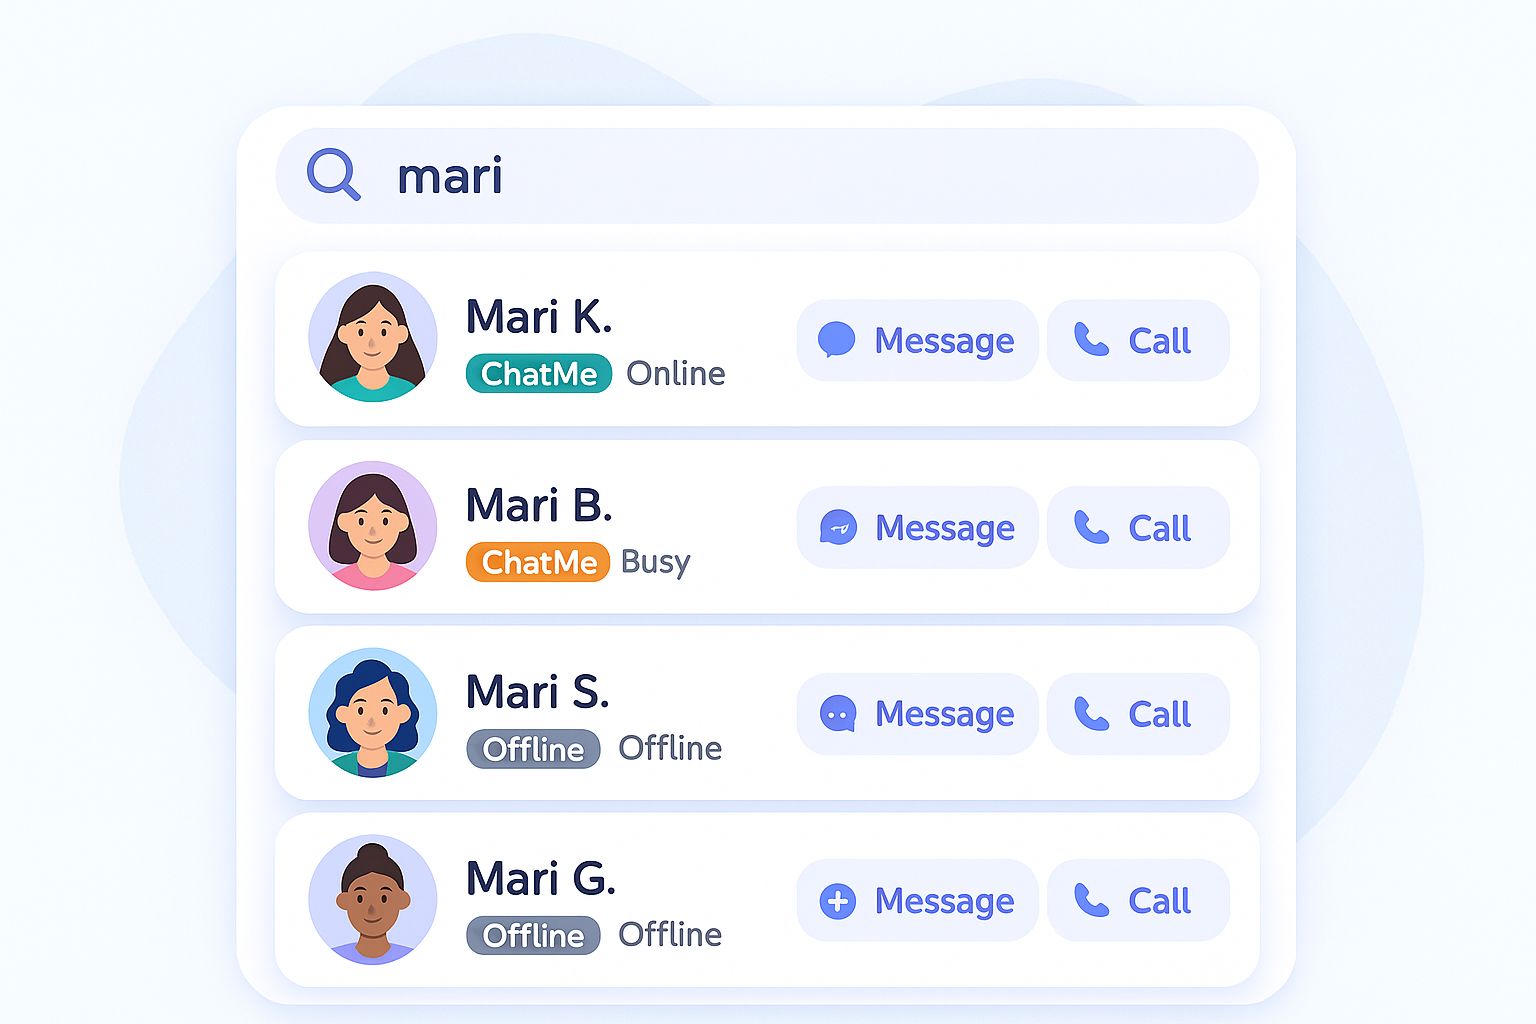 mari
Mari K.
ChatMe Online
Message Call
Mari B.
ChatMe Busy
Message Call
Mari S.
Offline Offline
Message Call
Mari G.
Offline Offline
Message Call